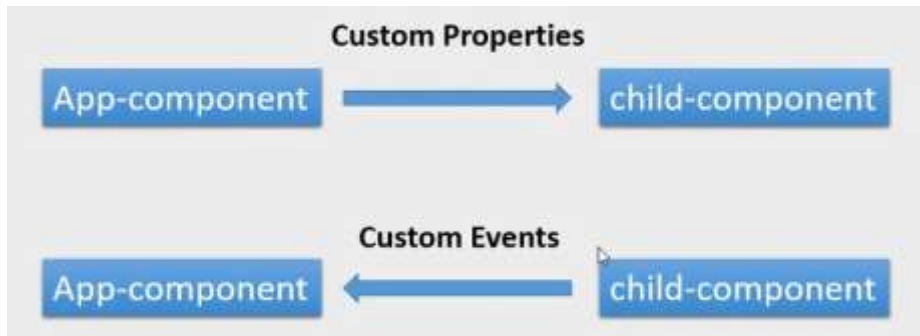 Custom Properties
App-component child-component
Custom Events
App-component child-component